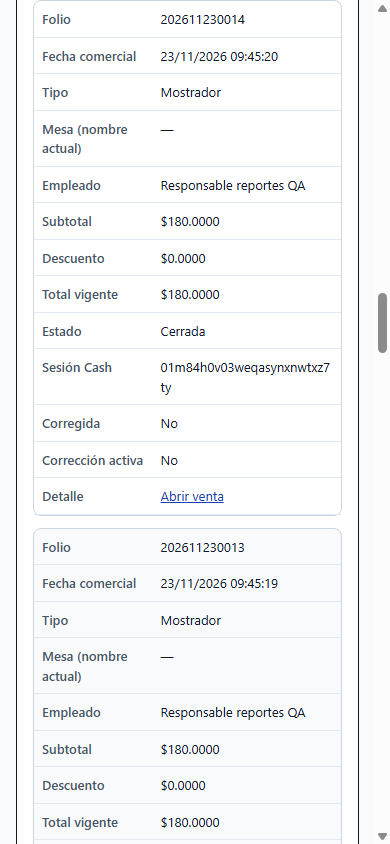 Folio 202611230014
Fecha comercial 23/11/2026 09:45:20
Tipo Mostrador
Mesa (nombre actual) —
Empleado Responsable reportes QA
Subtotal $180.0000
Descuento $0.0000
Total vigente $180.0000
Estado Cerrada
Sesión Cash 01m84h0v03weqasynxnwtxz7ty
Corregida No
Corrección activa No
Detalle Abrir venta
Folio 202611230013
Fecha comercial 23/11/2026 09:45:19
Tipo Mostrador
Mesa (nombre actual) —
Empleado Responsable reportes QA
Subtotal $180.0000
Descuento $0.0000
Total vigente $180.0000